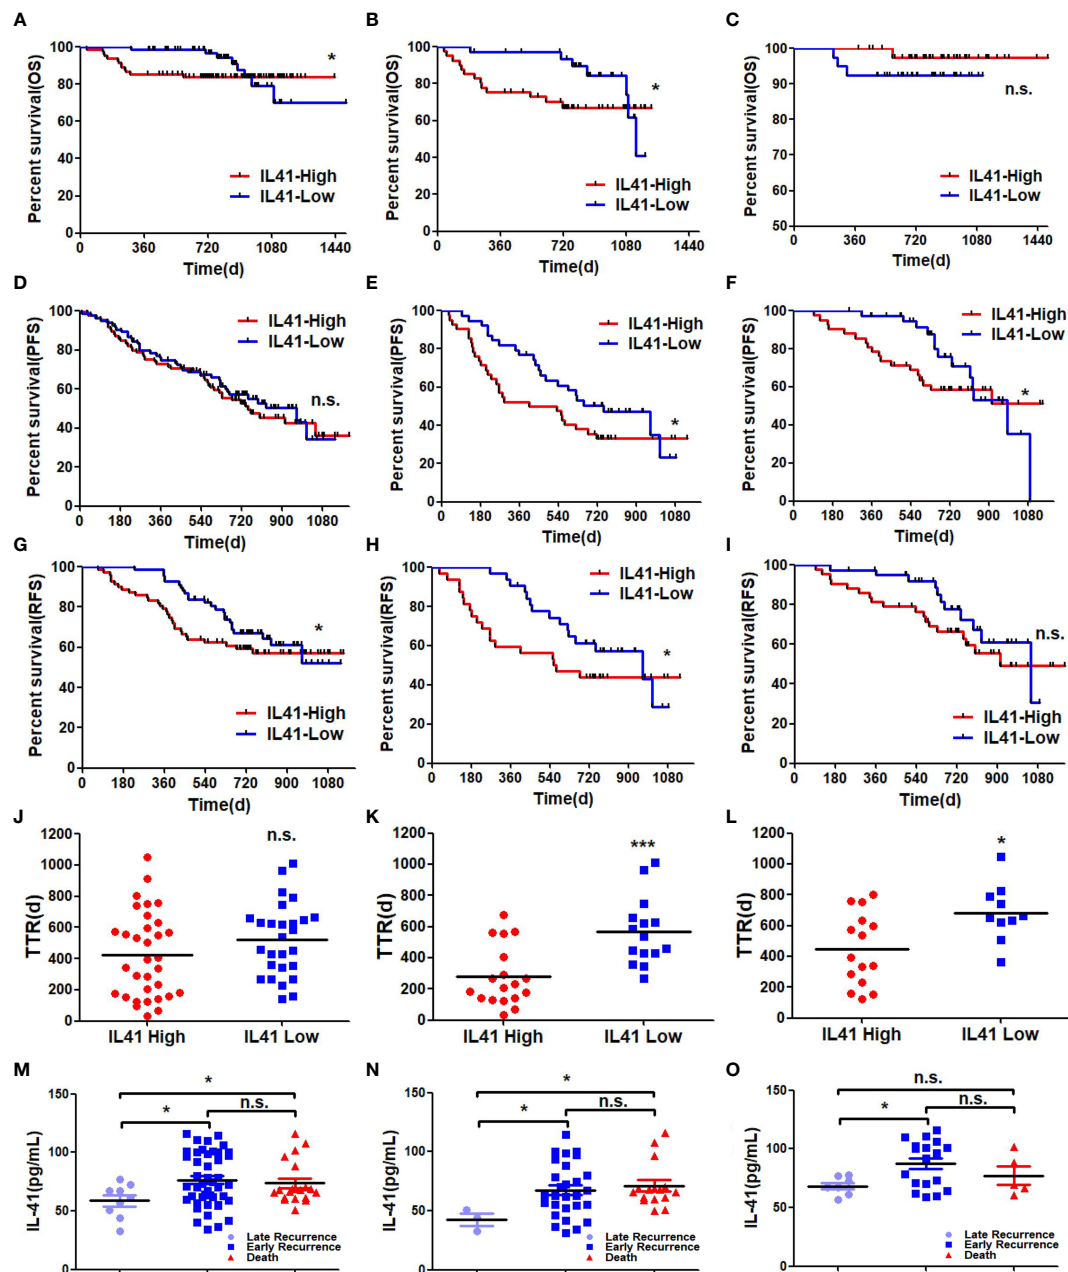 A
Percent survival(OS)
100
80
60
40
20
0
0 360 720 1080 1440
Time(d)
*
IL41-High
IL41-Low
B
Percent survival(OS)
100
80
60
40
20
0
0 360 720 1080 1440
Time(d)
*
IL41-High
IL41-Low
C
Percent survival(OS)
100
90
80
70
60
50
0 360 720 1080 1440
Time(d)
n.s.
IL41-High
IL41-Low
D
Percent survival(PFS)
100
80
60
40
20
0
0 180 360 540 720 900 1080
Time(d)
IL41-High
IL41-Low
n.s.
E
Percent survival(PFS)
100
80
60
40
20
0
0 180 360 540 720 900 1080
Time(d)
IL41-High
IL41-Low
*
F
Percent survival(PFS)
100
80
60
40
20
0
0 180 360 540 720 900 1080
Time(d)
IL41-High
IL41-Low
*
G
Percent survival(RFS)
100
80
60
40
20
0
0 180 360 540 720 900 1080
Time(d)
*
IL41-High
IL41-Low
H
Percent survival(RFS)
100
80
60
40
20
0
0 180 360 540 720 900 1080
Time(d)
IL41-High
IL41-Low
*
I
Percent survival(RFS)
100
80
60
40
20
0
0 180 360 540 720 900 1080
Time(d)
n.s.
IL41-High
IL41-Low
J
TTR(d)
1200
1000
800
600
400
200
0
n.s.
IL41 High IL41 Low
K
TTR(d)
1200
1000
800
600
400
200
0
***
IL41 High IL41 Low
L
TTR(d)
1200
1000
800
600
400
200
0
*
IL41 High IL41 Low
M
IL-41(pg/mL)
150
100
50
0
*
*
n.s.
Late Recurrence
Early Recurrence
Death
N
IL-41(pg/mL)
150
100
50
0
*
*
n.s.
Late Recurrence
Early Recurrence
Death
O
IL-41(pg/mL)
150
100
50
0
n.s.
*
n.s.
Late Recurrence
Early Recurrence
Death